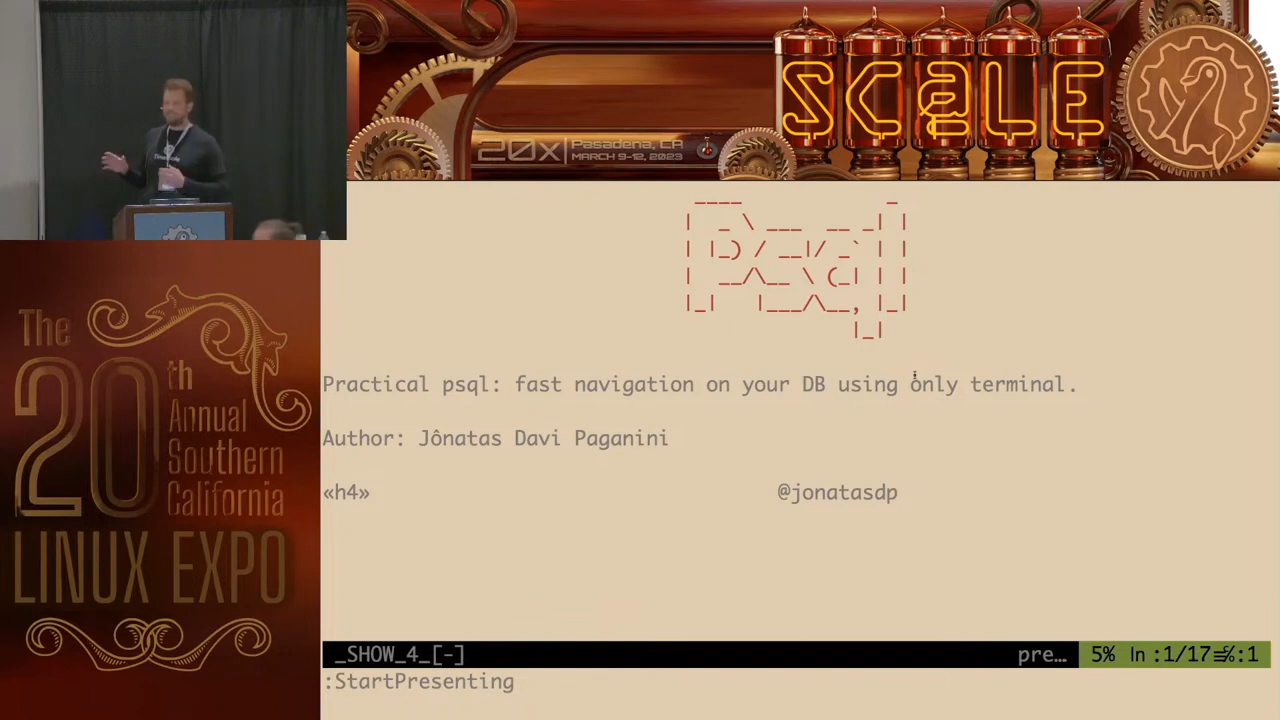 SCaLE
20x
Pasadena, CA
MARCH 9-12, 2023
Psql
Practical psql: fast navigation on your DB using only terminal.
Author: Jônatas Davi Paganini
«h4» @jonatasdp
The
20th
Annual
Southern
California
LINUX EXPO
_SHOW_4_[-] pre… 5% ln :1/17≡℅:1
:StartPresenting